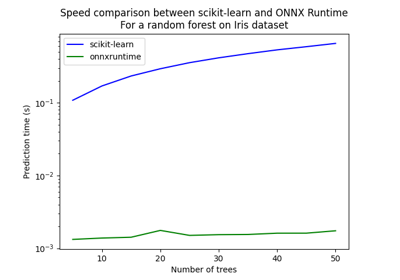 Speed comparison between scikit-learn and ONNX Runtime
For a random forest on Iris dataset
scikit-learn
onnxruntime
10⁻¹
10⁻²
10⁻³
Prediction time (s)
10 20 30 40 50
Number of trees